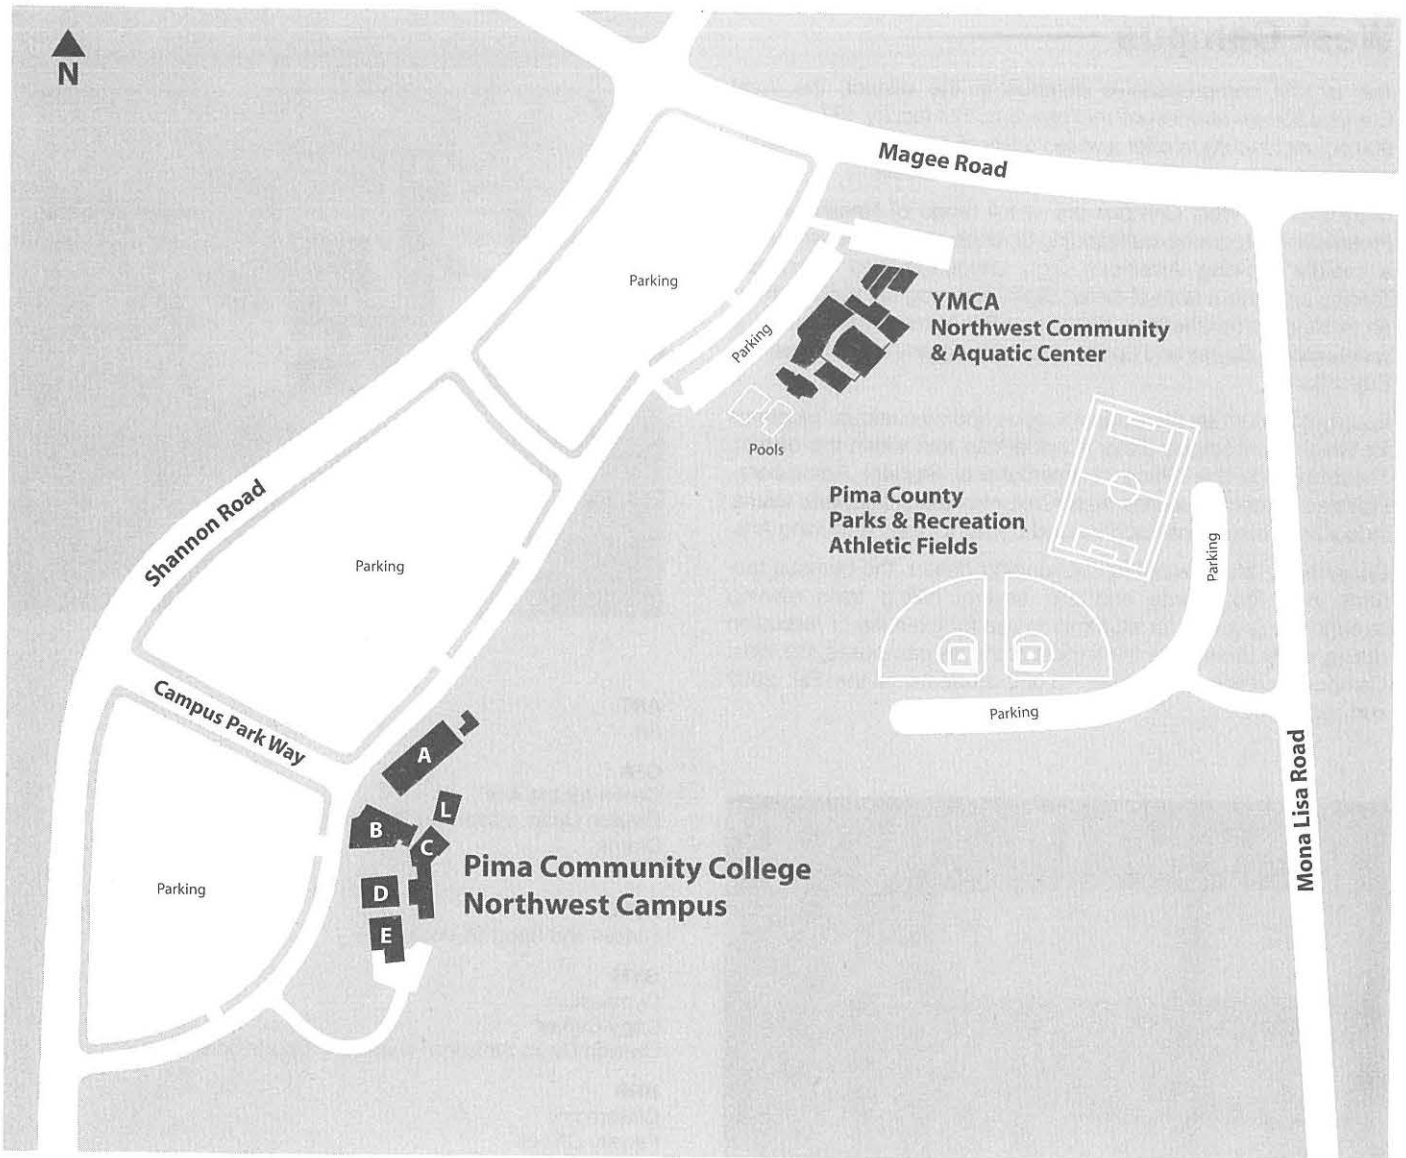 N
Magee Road
Parking
YMCA
Northwest Community
& Aquatic Center
Parking
Pools
Shannon Road
Pima County
Parks & Recreation
Athletic Fields
Parking
Parking
Campus Park Way
Parking
A
L
B
C
Pima Community College
Northwest Campus
Parking
D
E
Mona Lisa Road